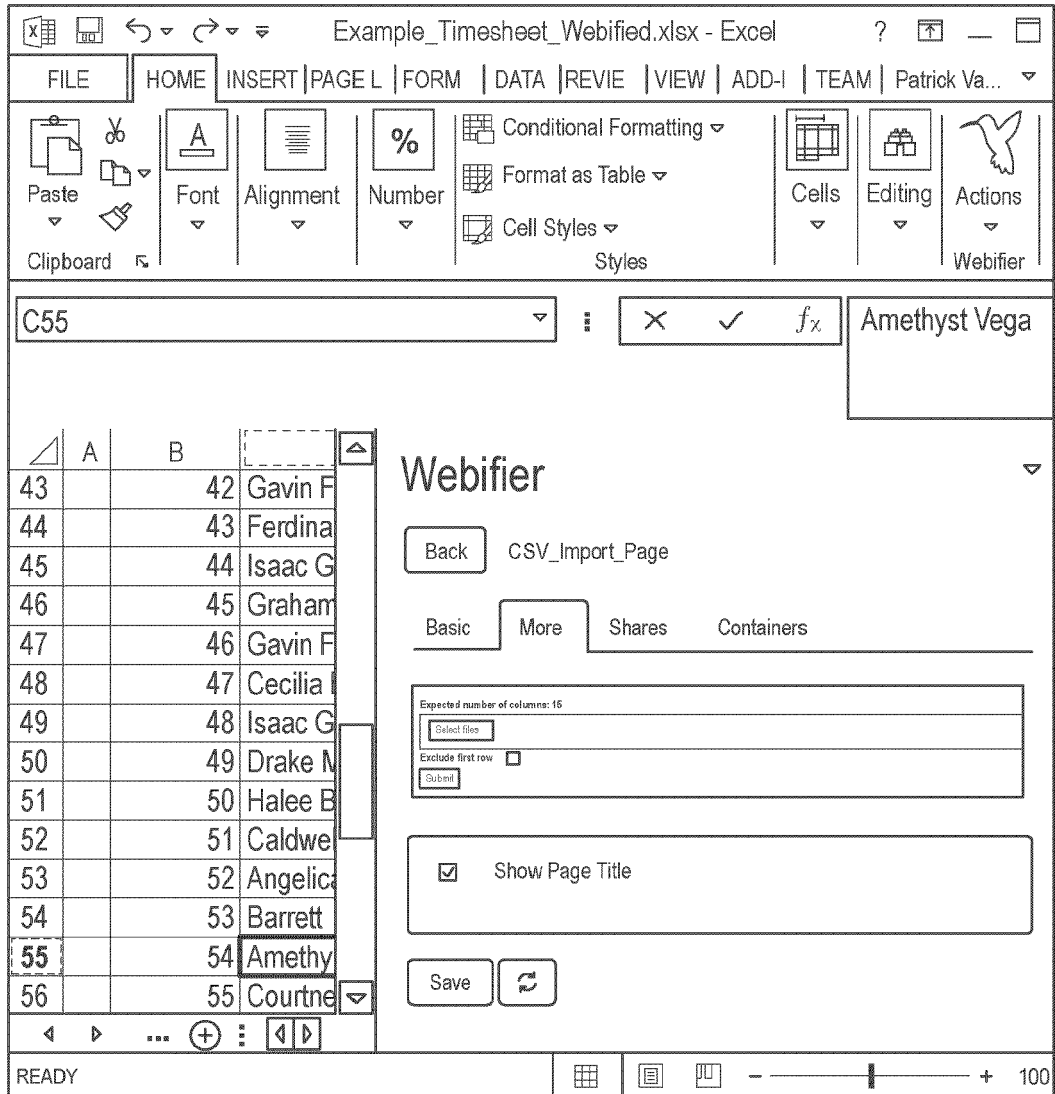 Example_Timesheet_Webified.xlsx - Excel ?
FILE HOME INSERT PAGE L FORM DATA REVIE VIEW ADD-I TEAM Patrick Va...
Conditional Formatting
Format as Table
Cell Styles
Paste Font Alignment Number Cells Editing Actions
Clipboard Styles Webifier
C55 fx Amethyst Vega
A B
43 42 Gavin F
44 43 Ferdina
45 44 Isaac G
46 45 Graham
47 46 Gavin F
48 47 Cecilia
49 48 Isaac G
50 49 Drake M
51 50 Halee B
52 51 Caldwe
53 52 Angelica
54 53 Barrett
55 54 Amethy
56 55 Courtne
Webifier
Back CSV_Import_Page
Basic More Shares Containers
Expected number of columns: 15
Select files
Exclude first row
Submit
Show Page Title
Save
READY 100